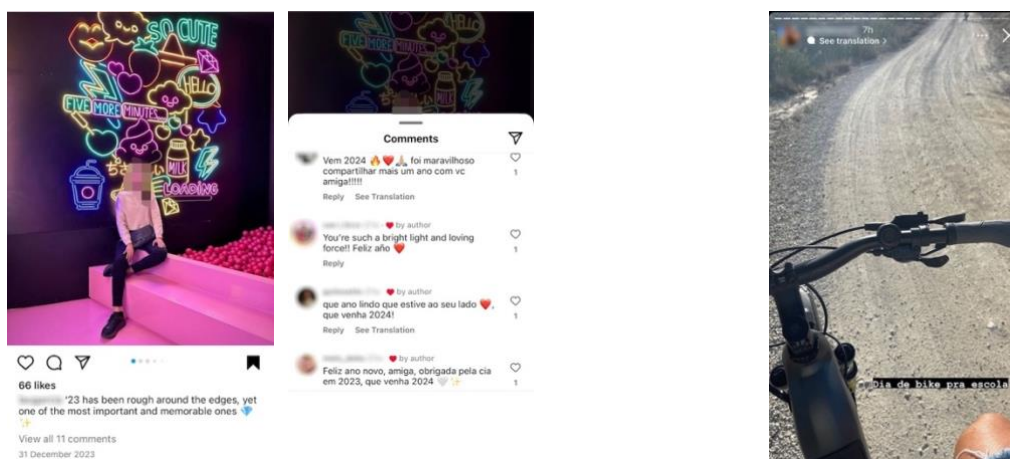 SO CUTE
HELLO
FIVE MORE MINUTES
MILK
LOADING
66 likes
'23 has been rough around the edges, yet
one of the most important and memorable ones 💎
✨
View all 11 comments
31 December 2023
Comments
Vem 2024 🔥❤️🙏🏼 foi maravilhoso
compartilhar mais um ano com vc
amiga!!!!!
1
Reply See Translation
❤️ by author
You're such a bright light and loving
force!! Feliz año ❤️
1
Reply
❤️ by author
que ano lindo que estive ao seu lado ❤️,
que venha 2024!
1
Reply See Translation
❤️ by author
Feliz ano novo, amiga, obrigada pela cia
em 2023, que venha 2024 🤍✨
1
FIVE MORE MINUTES
HELLO
MILK
7h
See translation >
Dia de bike pra escola